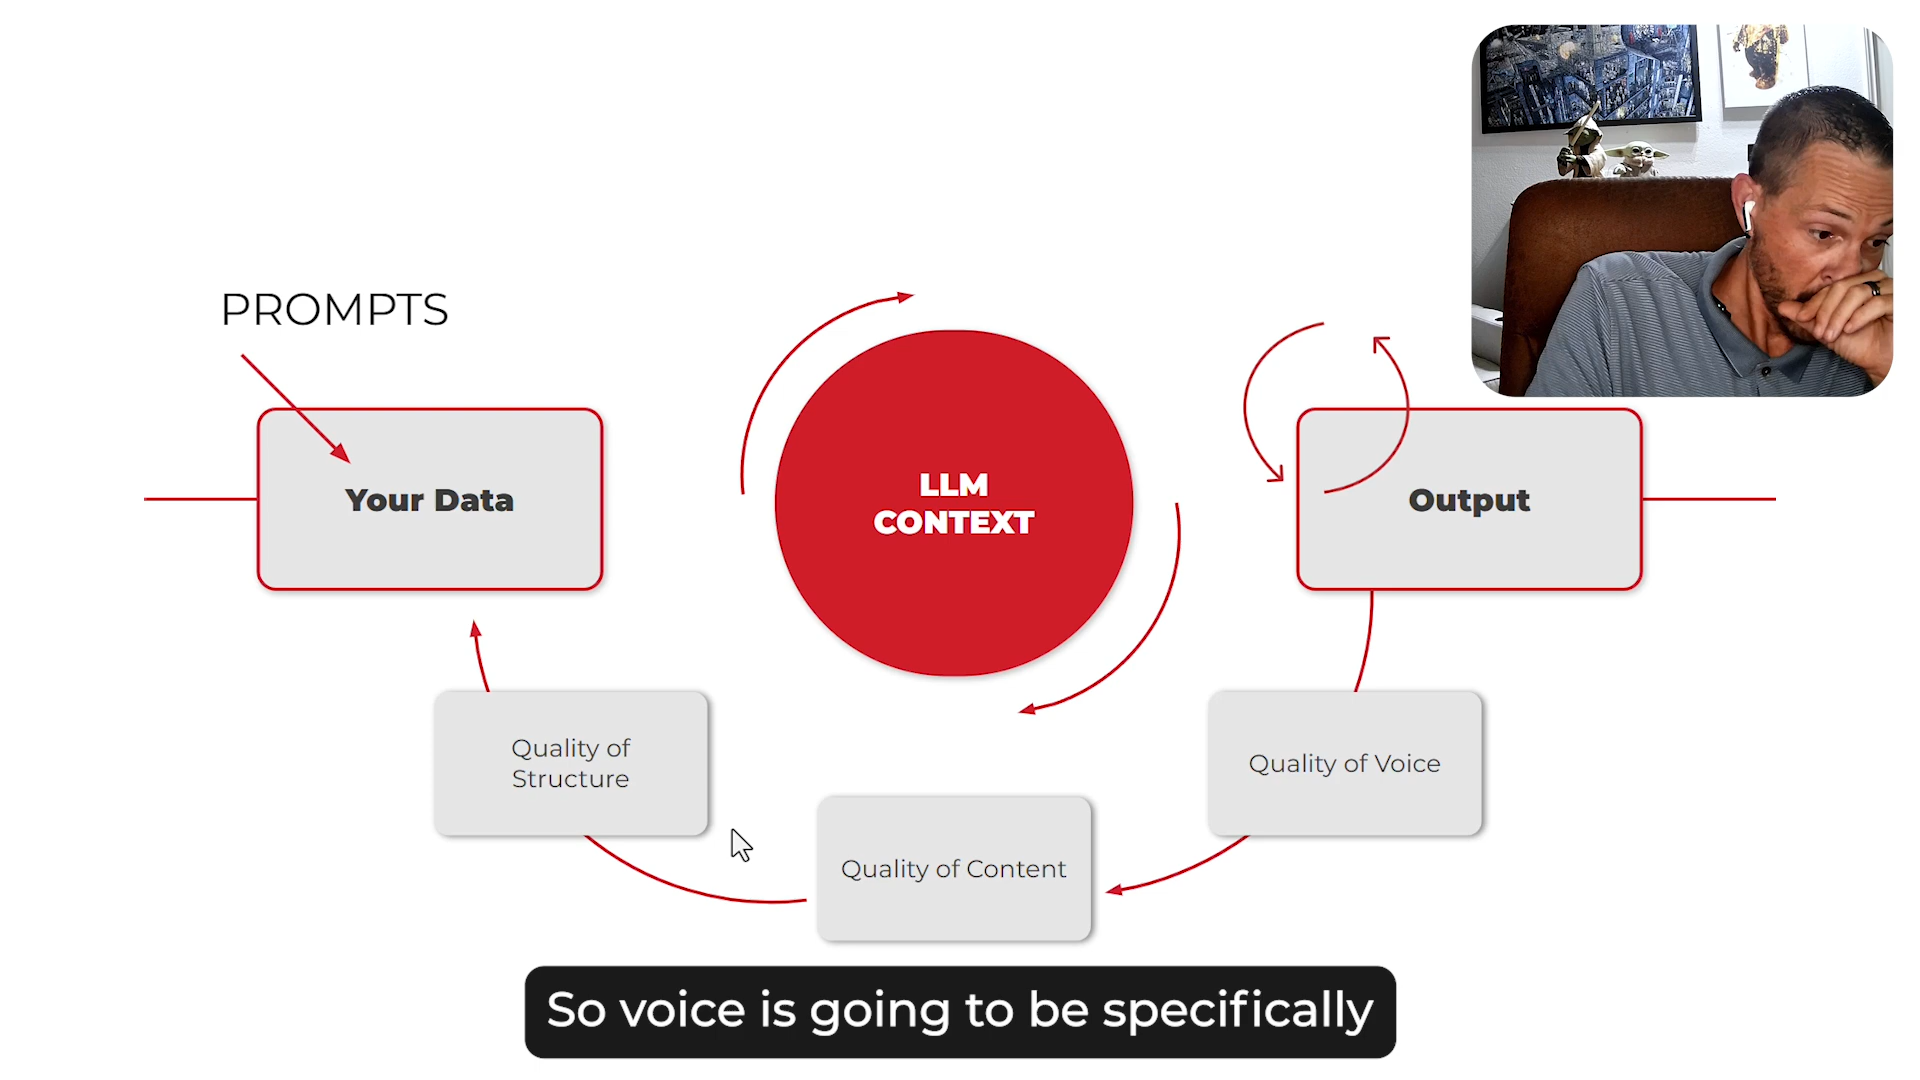 PROMPTS
Your Data
LLM
CONTEXT
Output
Quality of
Structure
Quality of Content
Quality of Voice
So voice is going to be specifically